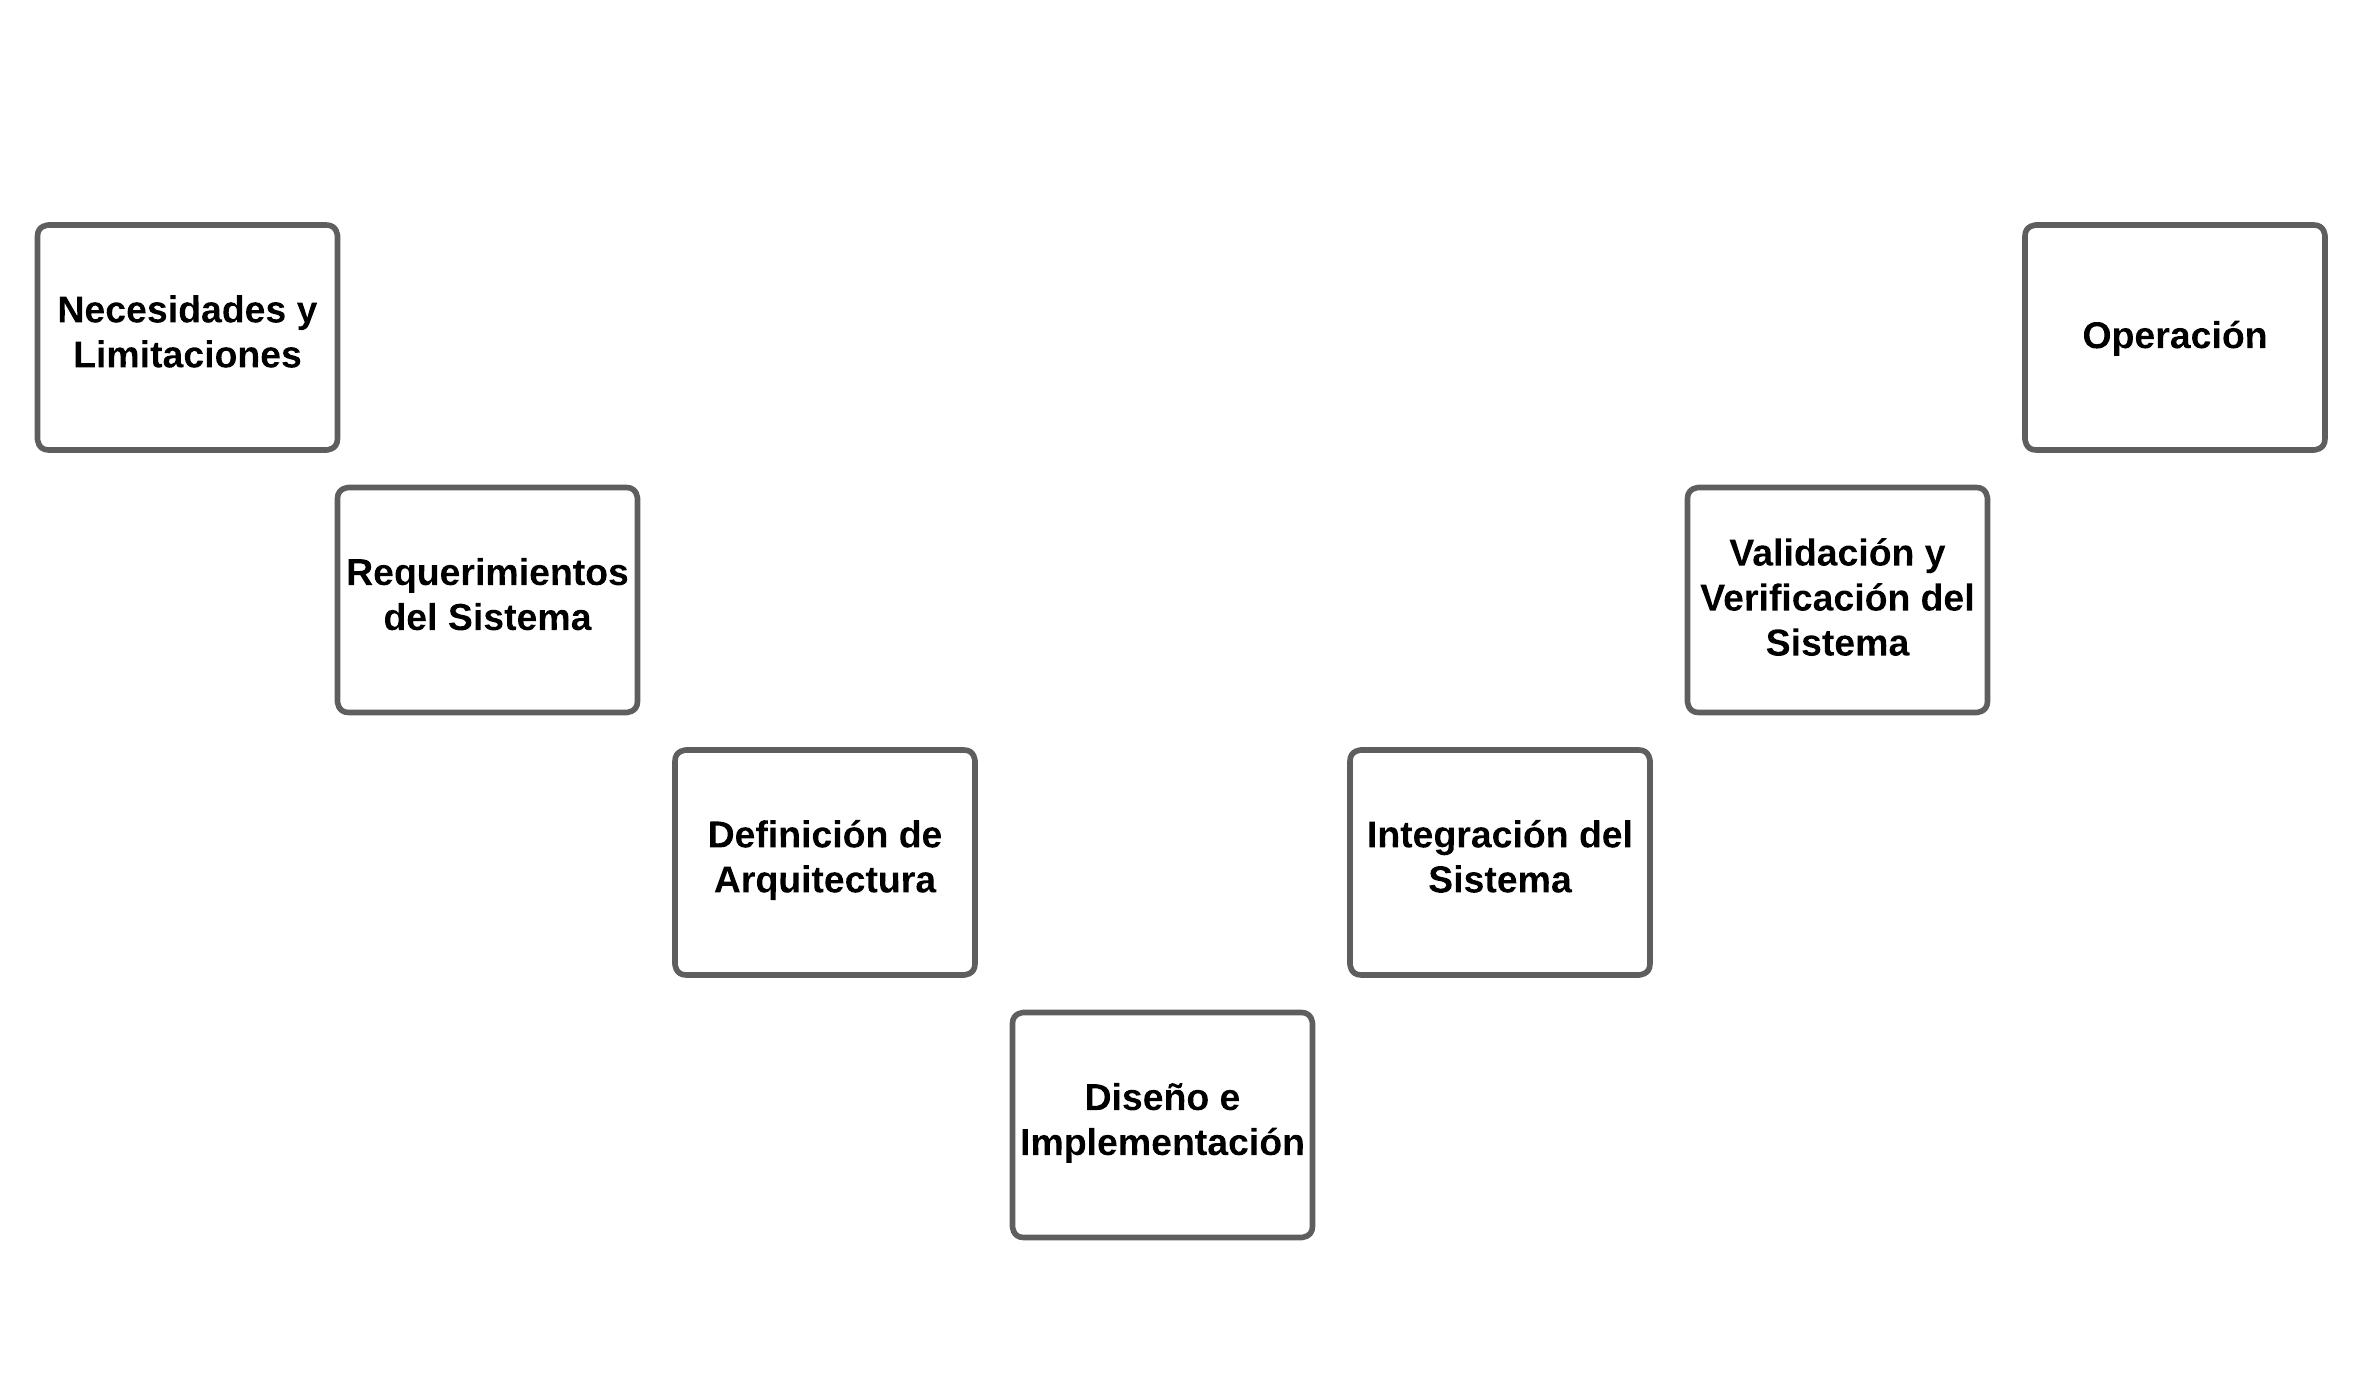 Necesidades y
Limitaciones
Operación
Requerimientos
del Sistema
Validación y
Verificación del
Sistema
Definición de
Arquitectura
Integración del
Sistema
Diseño e
Implementación